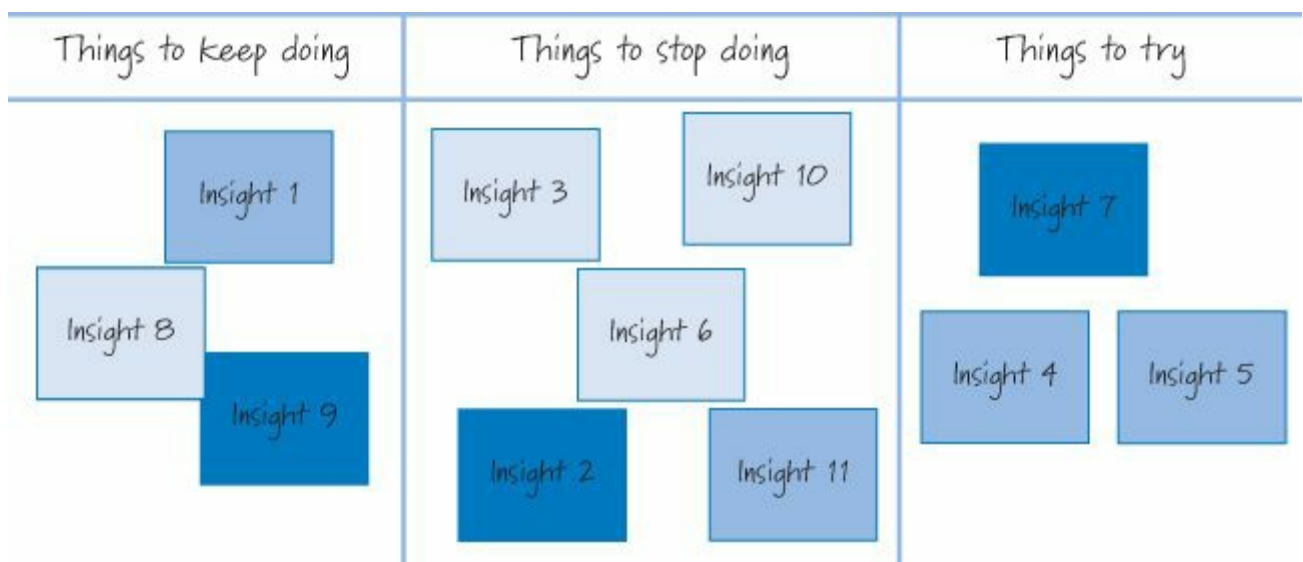 Things to keep doing
Things to stop doing
Things to try
Insight 1
Insight 8
Insight 9
Insight 3
Insight 10
Insight 6
Insight 2
Insight 11
Insight 7
Insight 4
Insight 5